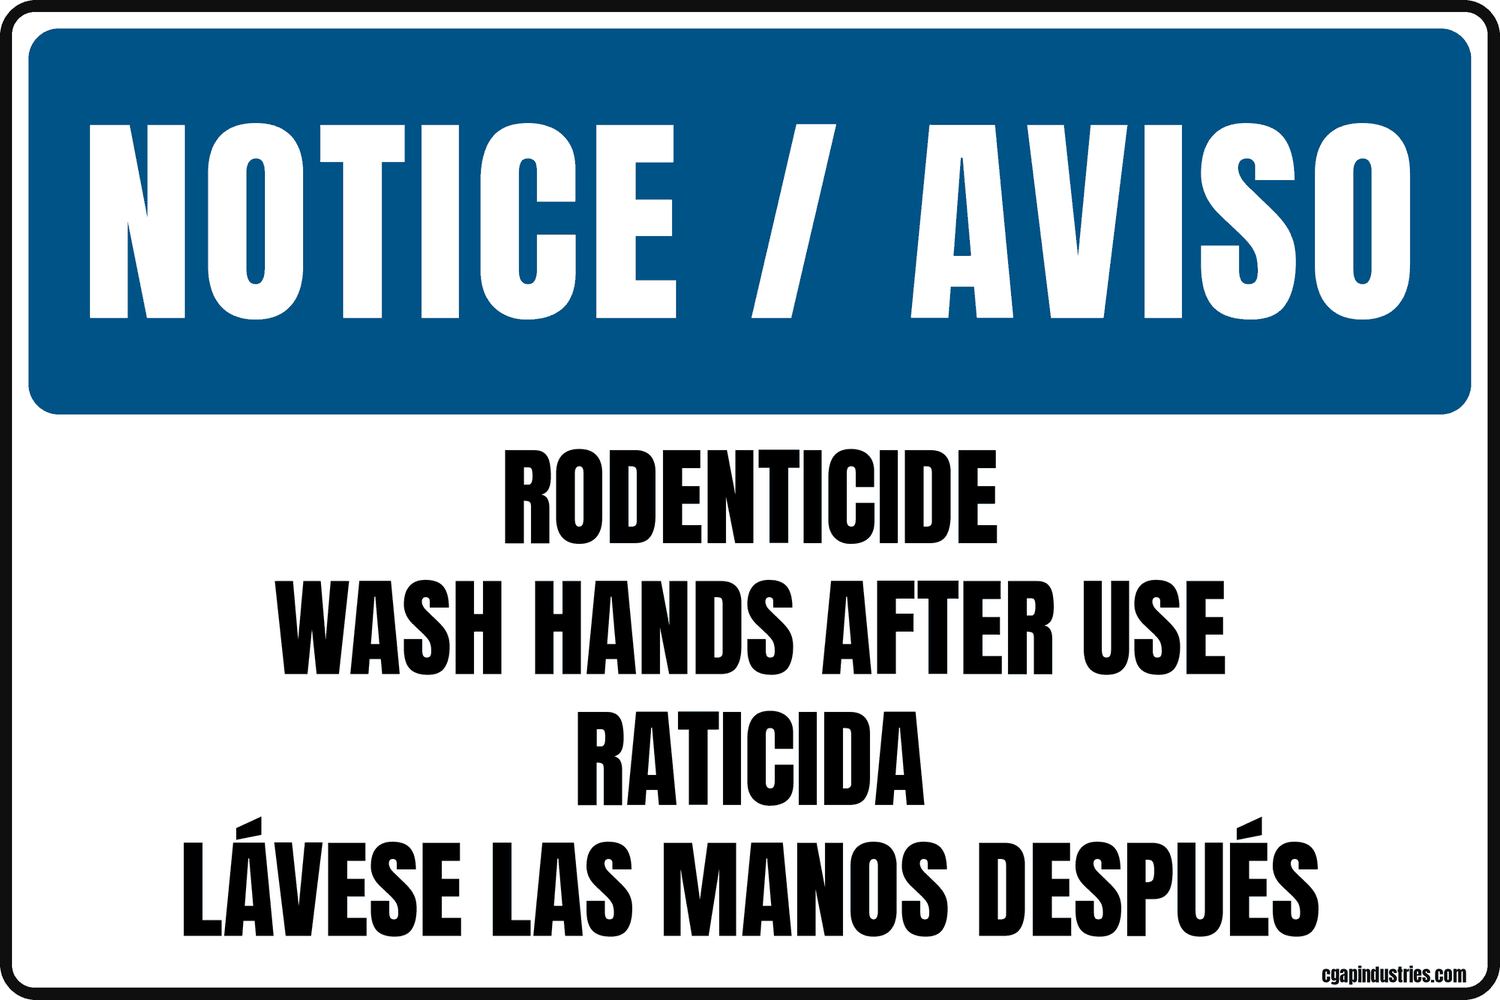 NOTICE / AVISO
RODENTICIDE
WASH HANDS AFTER USE
RATICIDA
LÁVESE LAS MANOS DESPUÉS
cgapindustries.com